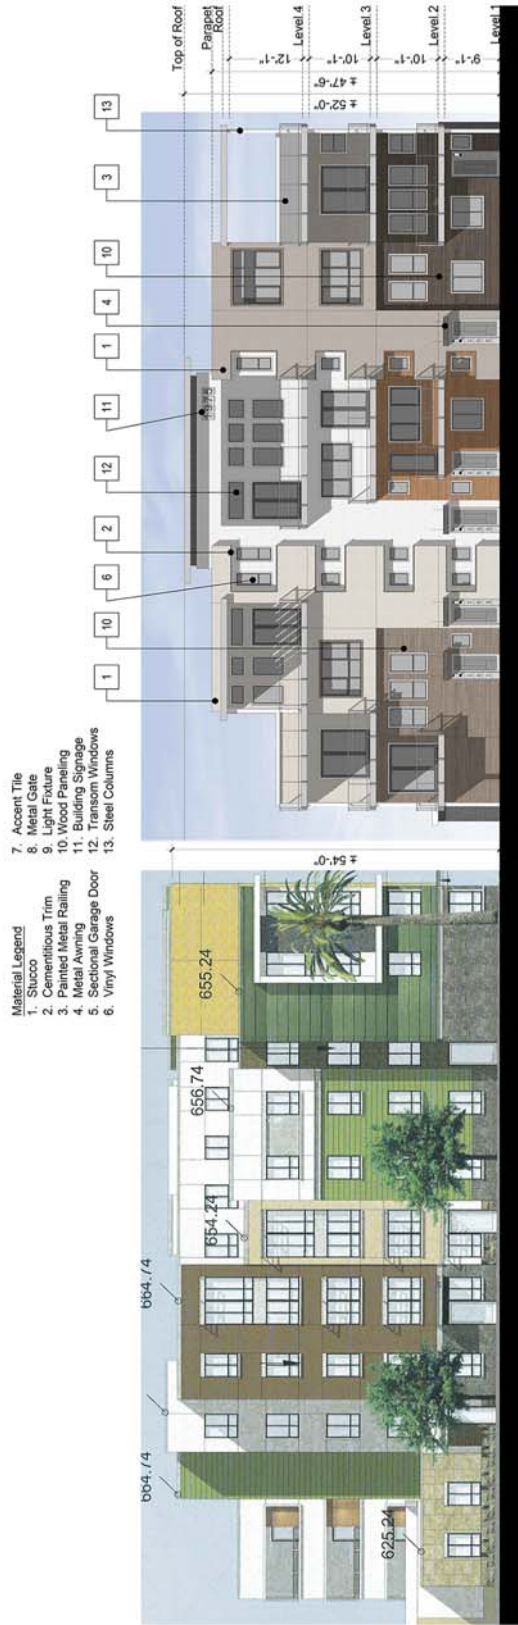 Material Legend
1. Stucco
2. Cementitious Trim
3. Painted Metal Railing
4. Metal Awning
5. Sectional Garage Door
6. Vinyl Windows
7. Accent Tile
8. Metal Gate
9. Light Fixture
10. Wood Paneling
11. Building Signage
12. Transom Windows
13. Steel Columns
1
10
6
2
12
11
1
4
10
3
13
664.74
664.74
654.24
656.74
655.24
625.24
± 54'-0"
1375
Top of Roof
Parapet
Roof
Level 4
Level 3
Level 2
Level 1
12'-1"
10'-1"
10'-1"
9'-1"
± 47'-6"
± 52'-0"